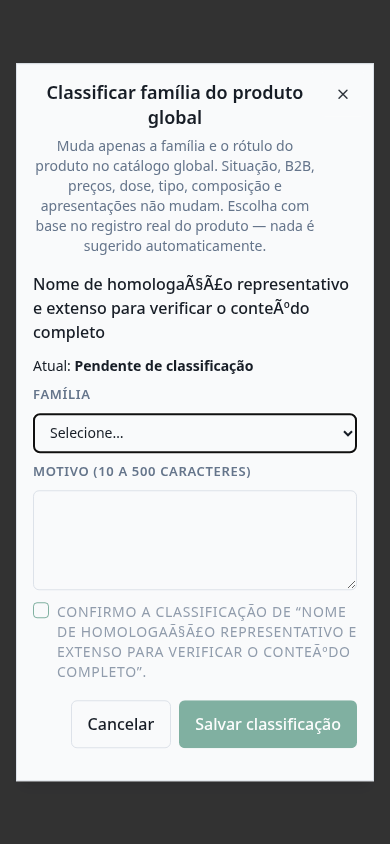 Classificar família do produto
global
×
Muda apenas a família e o rótulo do
produto no catálogo global. Situação, B2B,
preços, dose, tipo, composição e
apresentações não mudam. Escolha com
base no registro real do produto — nada é
sugerido automaticamente.
Nome de homologaÃ§Ã£o representativo
e extenso para verificar o conteÃºdo
completo
Atual: Pendente de classificação
FAMÍLIA
Selecione...
MOTIVO (10 A 500 CARACTERES)
CONFIRMO A CLASSIFICAÇÃO DE “NOME
DE HOMOLOGAÃ§Ã£O REPRESENTATIVO E
EXTENSO PARA VERIFICAR O CONTEÃºDO
COMPLETO”.
Cancelar
Salvar classificação